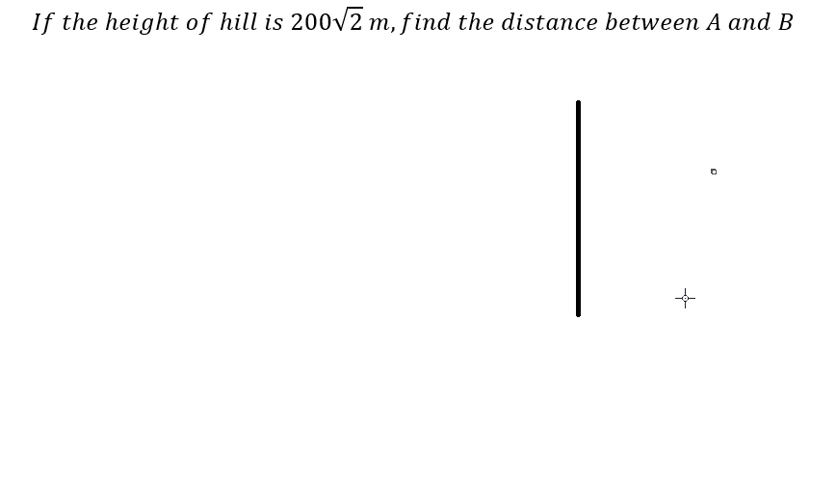 If the height of hill is 200√2 m, find the distance between A and B